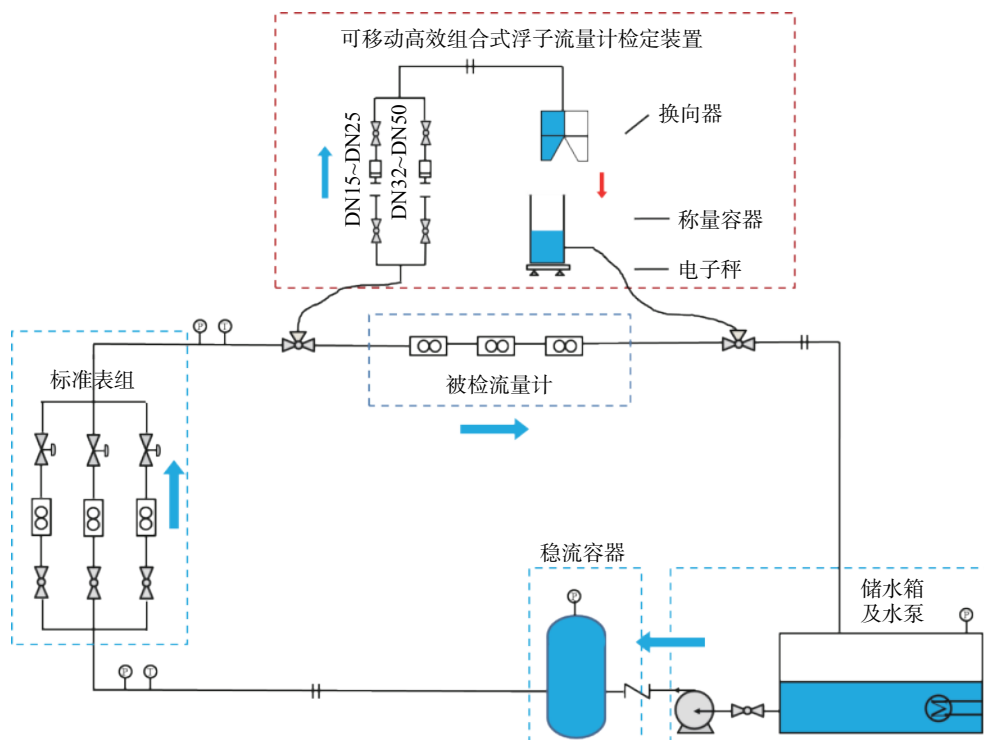 可移动高效组合式浮子流量计检定装置
DN15~DN25
DN32~DN50
换向器
称量容器
电子秤
P
T
标准表组
被检流量计
稳流容器
P
储水箱
及水泵
P
P
T
M